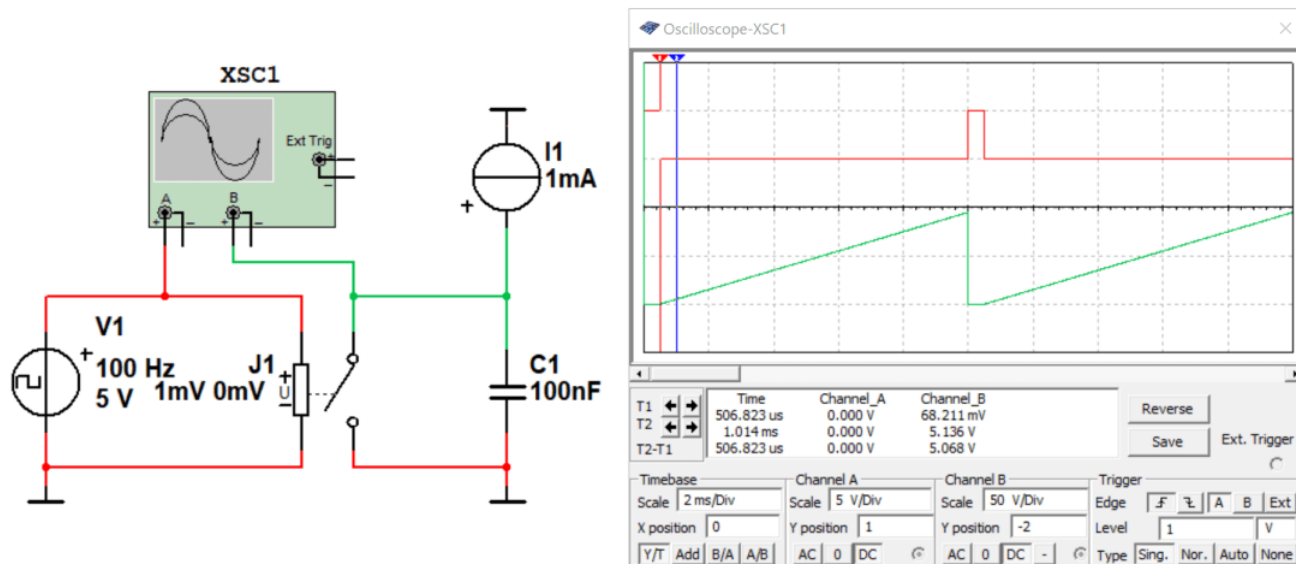 XSC1
Ext Trig
+
−
A
B
+ − + −
I1
1mA
+
V1
+
100 Hz
5 V
1mV 0mV
J1
+
U
−
C1
100nF
Oscilloscope-XSC1
Time Channel_A Channel_B
T1 506.823 us 0.000 V 68.211 mV
T2 1.014 ms 0.000 V 5.136 V
T2-T1 506.823 us 0.000 V 5.068 V
Reverse
Save
Ext. Trigger
Timebase
Scale 2 ms/Div
X position 0
Y/T Add B/A A/B
Channel A
Scale 5 V/Div
Y position 1
AC 0 DC
Channel B
Scale 50 V/Div
Y position -2
AC 0 DC -
Trigger
Edge A B Ext
Level 1 V
Type Sing. Nor. Auto None